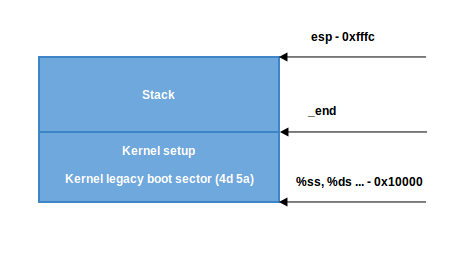 esp - 0xfffc
Stack
_end
Kernel setup
Kernel legacy boot sector (4d 5a)
%ss, %ds ... - 0x10000